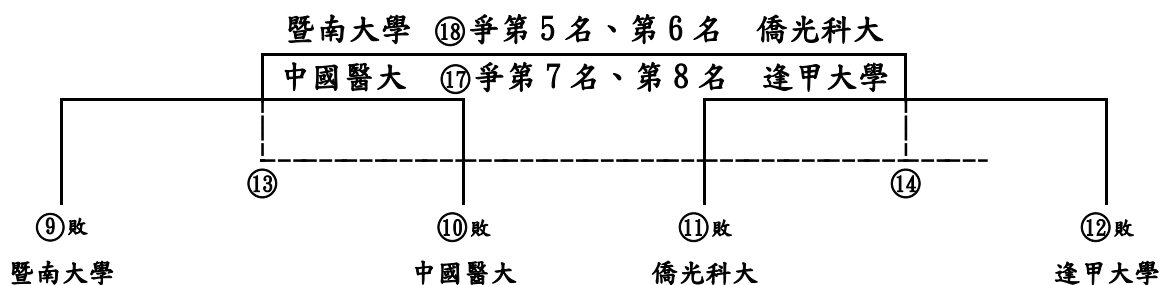 暨南大學 ⑱爭第5名、第6名 僑光科大
中國醫大 ⑰爭第7名、第8名 逢甲大學
⑬ ⑭
⑨敗 ⑩敗 ⑪敗 ⑫敗
暨南大學 中國醫大 僑光科大 逢甲大學